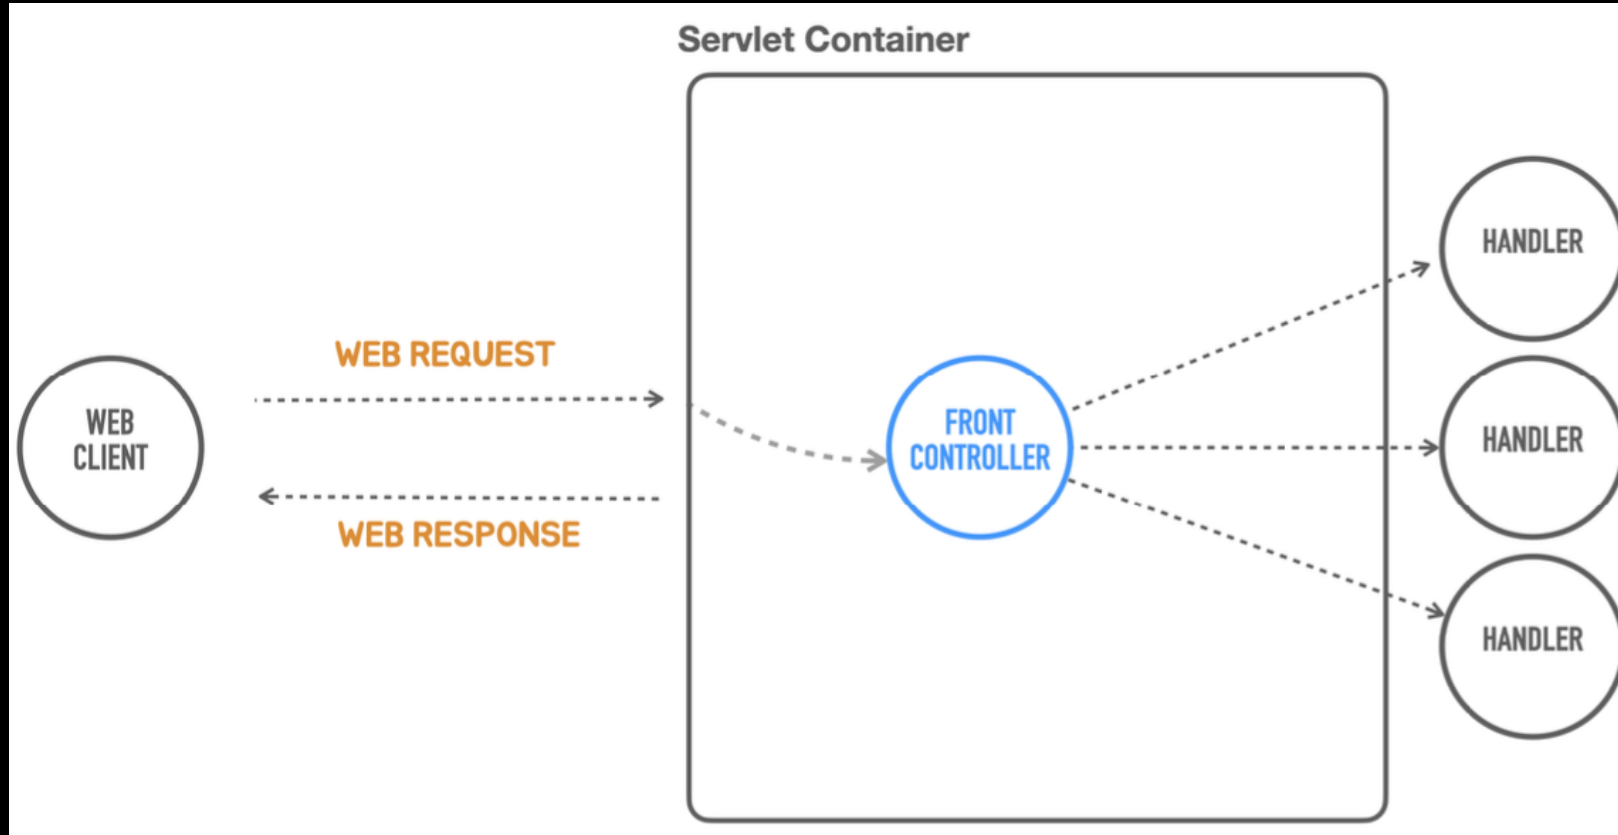 Servlet Container
WEB REQUEST
WEB
CLIENT
WEB RESPONSE
FRONT
CONTROLLER
HANDLER
HANDLER
HANDLER